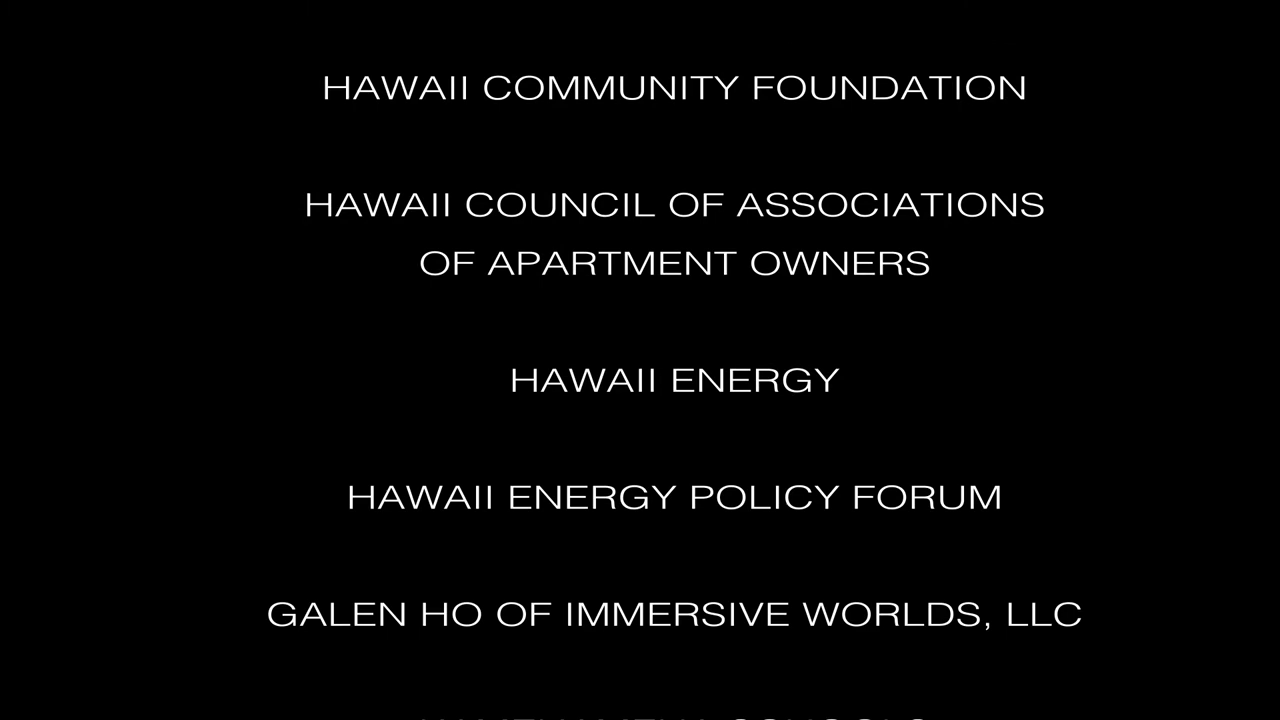 HAWAII COMMUNITY FOUNDATION
HAWAII COUNCIL OF ASSOCIATIONS
OF APARTMENT OWNERS
HAWAII ENERGY
HAWAII ENERGY POLICY FORUM
GALEN HO OF IMMERSIVE WORLDS, LLC